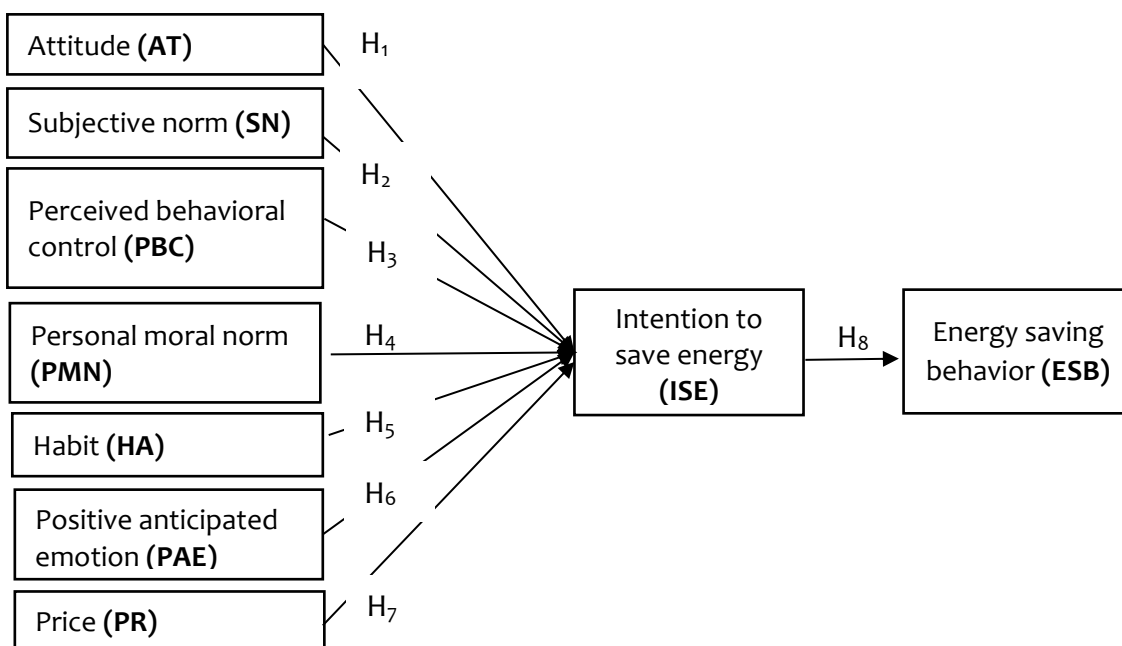 Attitude (AT)
H₁
Subjective norm (SN)
H₂
Perceived behavioral
control (PBC)
H₃
Personal moral norm
(PMN)
H₄
Habit (HA)
H₅
Positive anticipated
emotion (PAE)
H₆
Price (PR)
H₇
Intention to
save energy
(ISE)
H₈
Energy saving
behavior (ESB)